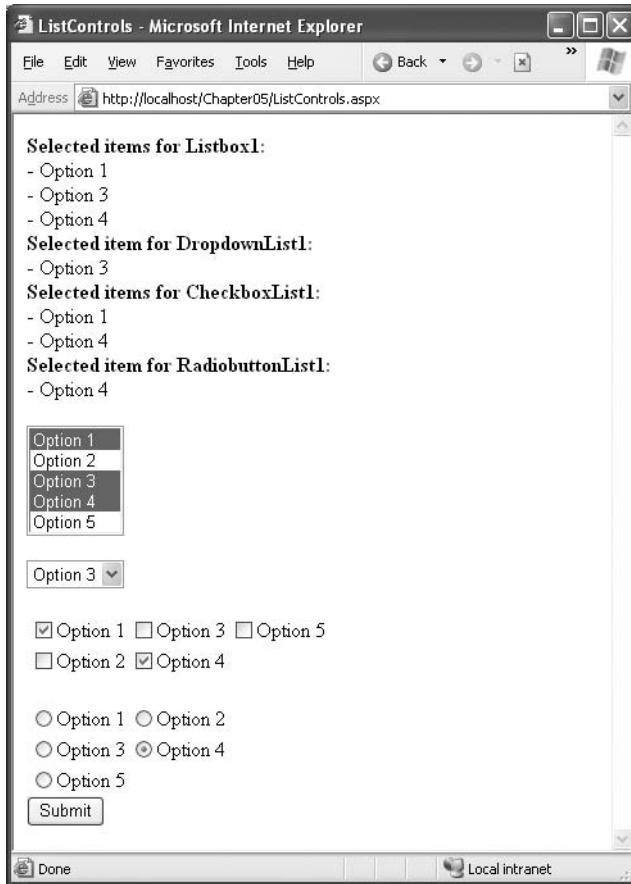 ListControls - Microsoft Internet Explorer
File Edit View Favorites Tools Help Back »
Address http://localhost/Chapter05/ListControls.aspx
Selected items for Listbox1:
- Option 1
- Option 3
- Option 4
Selected item for DropdownList1:
- Option 3
Selected items for CheckboxList1:
- Option 1
- Option 4
Selected item for RadiobuttonList1:
- Option 4
Option 1
Option 2
Option 3
Option 4
Option 5
Option 3
Option 1 Option 3 Option 5
Option 2 Option 4
Option 1 Option 2
Option 3 Option 4
Option 5
Submit
Done Local intranet